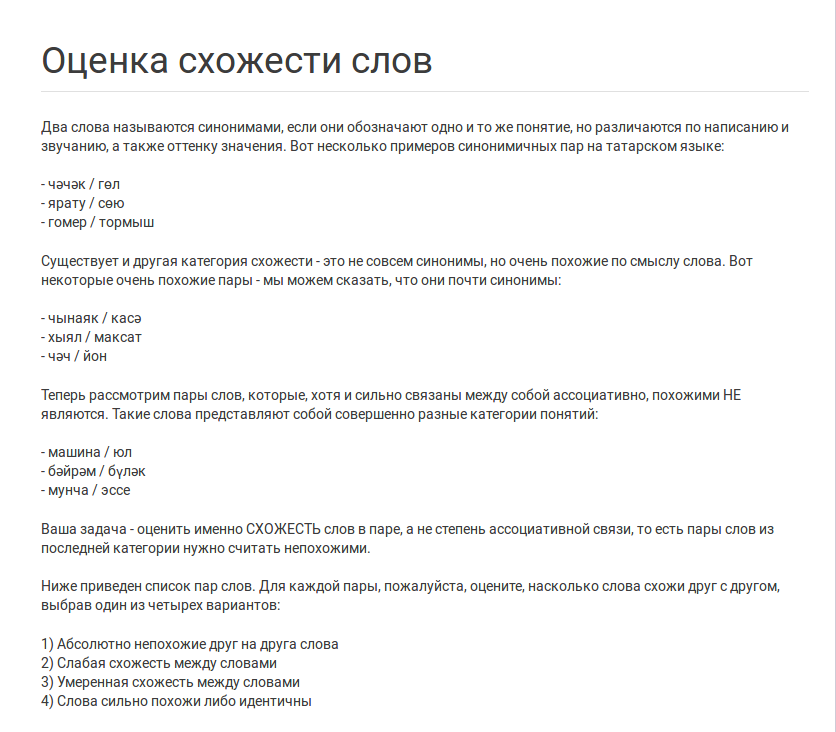 Оценка схожести слов
Два слова называются синонимами, если они обозначают одно и то же понятие, но различаются по написанию и
звучанию, а также оттенку значения. Вот несколько примеров синонимичных пар на татарском языке:
- чәчәк / гөл
- ярату / сөю
- гомер / тормыш
Существует и другая категория схожести - это не совсем синонимы, но очень похожие по смыслу слова. Вот
некоторые очень похожие пары - мы можем сказать, что они почти синонимы:
- чынаяк / касә
- хыял / максат
- чәч / йон
Теперь рассмотрим пары слов, которые, хотя и сильно связаны между собой ассоциативно, похожими НЕ
являются. Такие слова представляют собой совершенно разные категории понятий:
- машина / юл
- бәйрәм / бүләк
- мунча / эссе
Ваша задача - оценить именно СХОЖЕСТЬ слов в паре, а не степень ассоциативной связи, то есть пары слов из
последней категории нужно считать непохожими.
Ниже приведен список пар слов. Для каждой пары, пожалуйста, оцените, насколько слова схожи друг с другом,
выбрав один из четырех вариантов:
1) Абсолютно непохожие друг на друга слова
2) Слабая схожесть между словами
3) Умеренная схожесть между словами
4) Слова сильно похожи либо идентичны